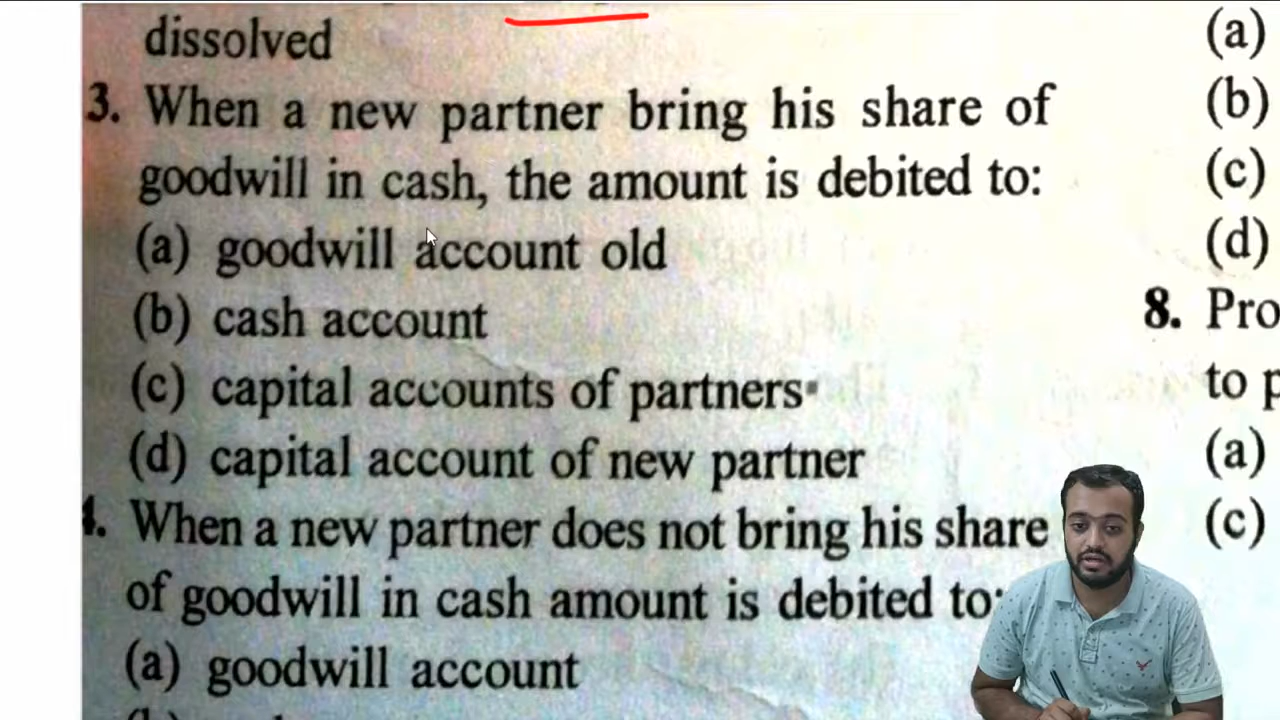 dissolved
3. When a new partner bring his share of
goodwill in cash, the amount is debited to:
(a) goodwill account old
(b) cash account
(c) capital accounts of partners
(d) capital account of new partner
4. When a new partner does not bring his share
of goodwill in cash amount is debited to:
(a) goodwill account
(a)
(b)
(c)
(d)
8. Pro
to p
(a)
(c)